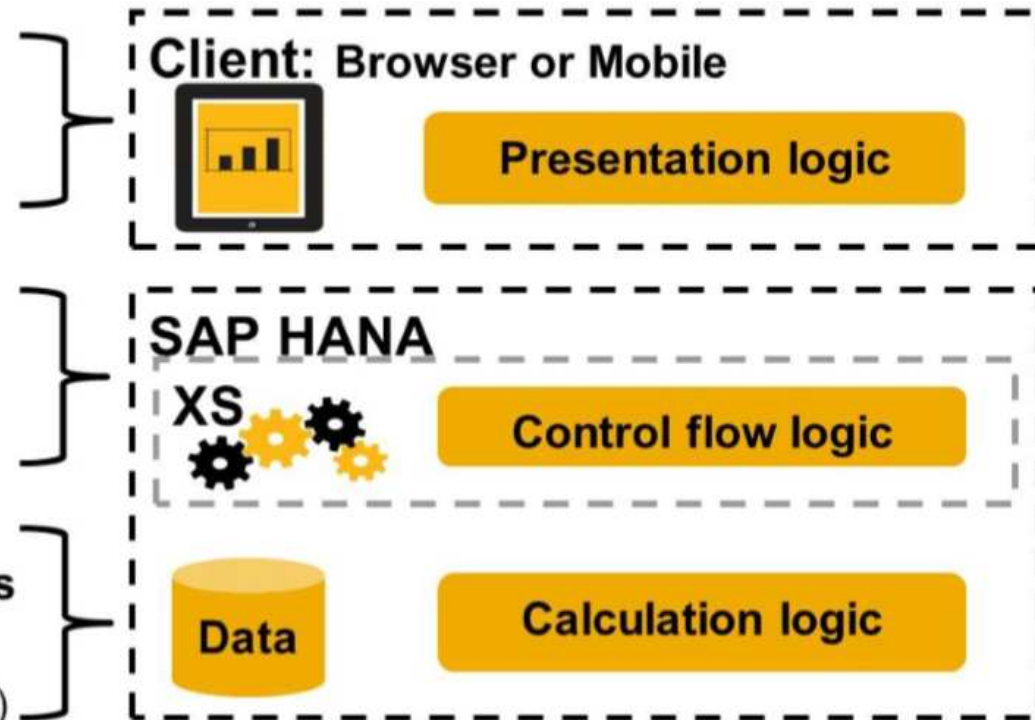 Client: Browser or Mobile
Presentation logic
SAP HANA
XS
Control flow logic
s
Data
Calculation logic
)